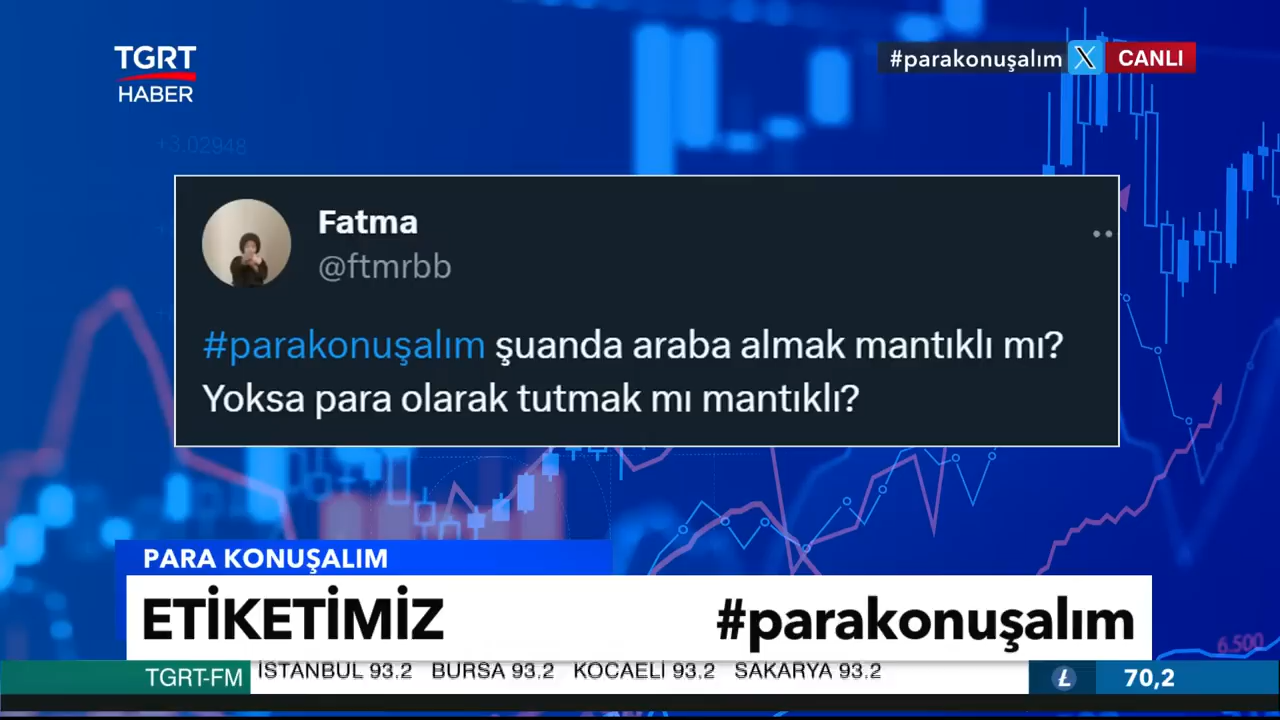 TGRT
HABER
#parakonuşalım X CANLI
+3.02948
Fatma
@ftmrbb
#parakonuşalım şuanda araba almak mantıklı mı?
Yoksa para olarak tutmak mı mantıklı?
PARA KONUŞALIM
ETİKETİMİZ #parakonuşalım
6.500
TGRT-FM İSTANBUL 93.2 BURSA 93.2 KOCAELİ 93.2 SAKARYA 93.2 £ 70,2